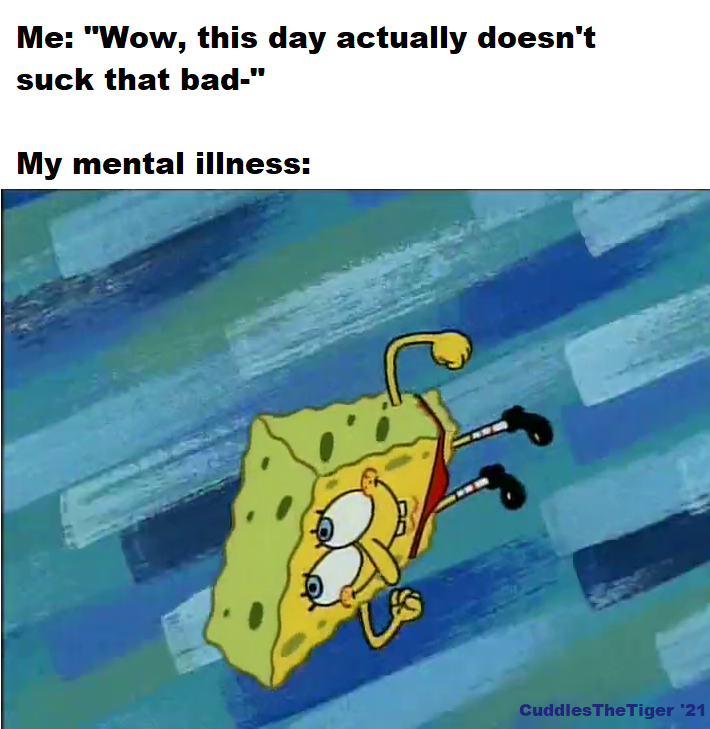 Me: "Wow, this day actually doesn't
suck that bad-"
My mental illness:
CuddlesTheTiger '21